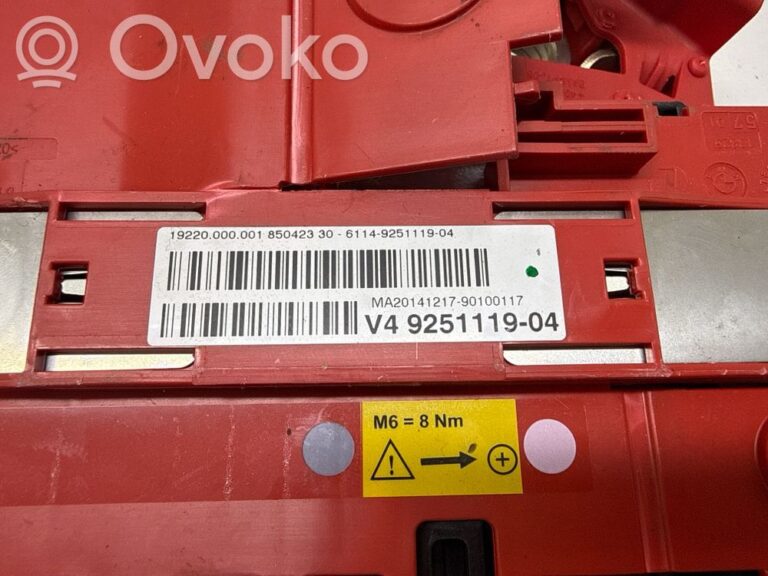 Ovoko
19220.000.001 850423 30 - 6114-9251119-04
MA20141217-90100117
V4 9251119-04
M6 = 8 Nm